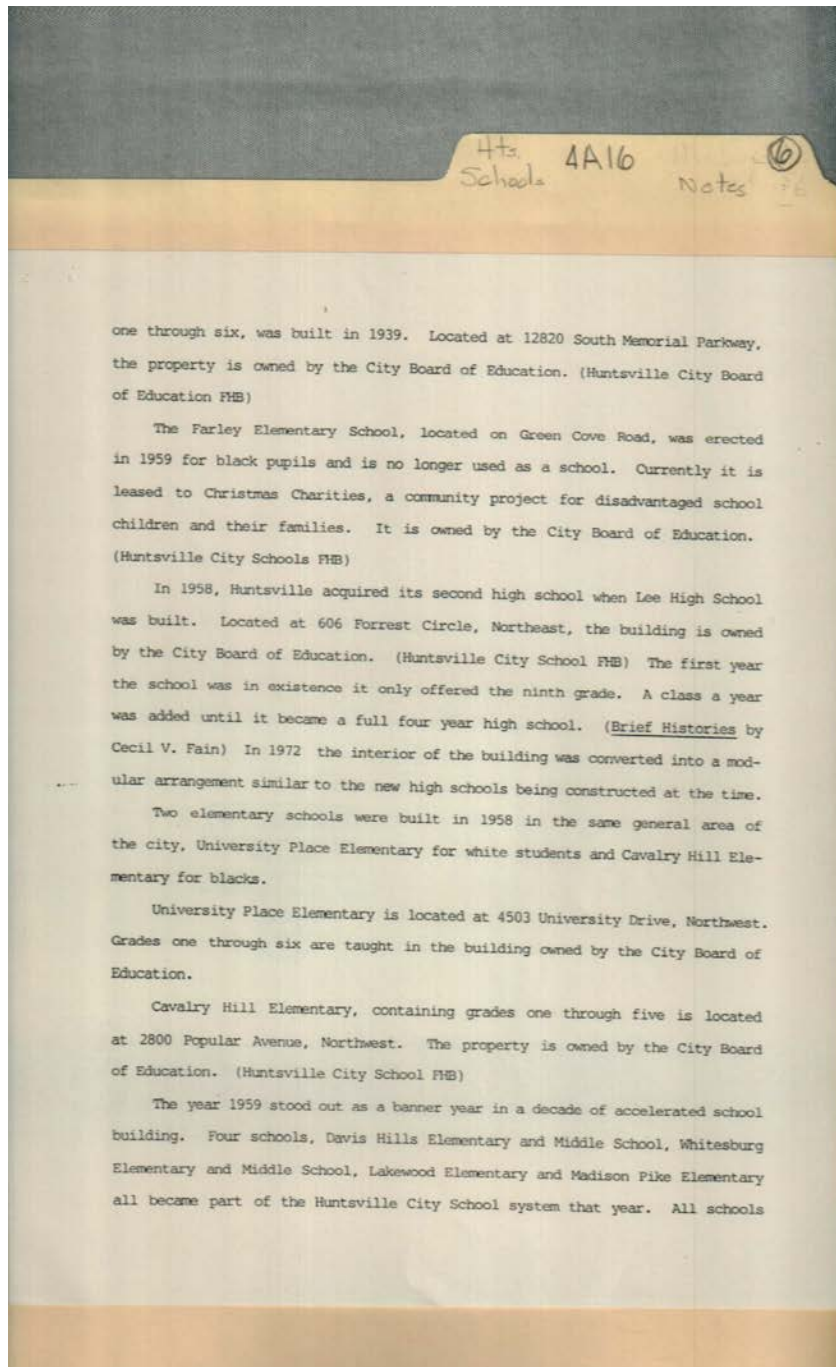 4ts. 4A16 6
Schools Notes
one through six, was built in 1939. Located at 12820 South Memorial Parkway,
the property is owned by the City Board of Education. (Huntsville City Board
of Education FHB)
The Farley Elementary School, located on Green Cove Road, was erected
in 1959 for black pupils and is no longer used as a school. Currently it is
leased to Christmas Charities, a community project for disadvantaged school
children and their families. It is owned by the City Board of Education.
(Huntsville City Schools FHB)
In 1958, Huntsville acquired its second high school when Lee High School
was built. Located at 606 Forrest Circle, Northeast, the building is owned
by the City Board of Education. (Huntsville City School FHB) The first year
the school was in existence it only offered the ninth grade. A class a year
was added until it became a full four year high school. (Brief Histories by
Cecil V. Fain) In 1972 the interior of the building was converted into a mod-
ular arrangement similar to the new high schools being constructed at the time.
Two elementary schools were built in 1958 in the same general area of
the city, University Place Elementary for white students and Cavalry Hill Ele-
mentary for blacks.
University Place Elementary is located at 4503 University Drive, Northwest.
Grades one through six are taught in the building owned by the City Board of
Education.
Cavalry Hill Elementary, containing grades one through five is located
at 2800 Popular Avenue, Northwest. The property is owned by the City Board
of Education. (Huntsville City School FHB)
The year 1959 stood out as a banner year in a decade of accelerated school
building. Four schools, Davis Hills Elementary and Middle School, Whitesburg
Elementary and Middle School, Lakewood Elementary and Madison Pike Elementary
all became part of the Huntsville City School system that year. All schools